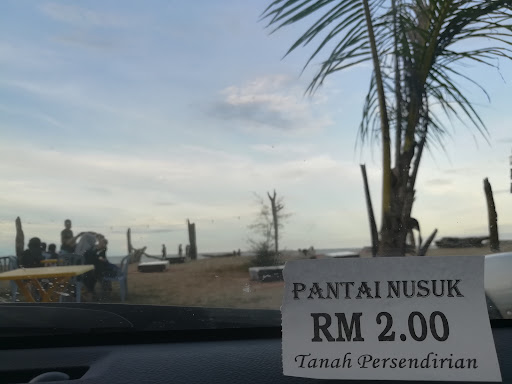 PANTAI NUSUK
RM 2.00
Tanah Persendirian